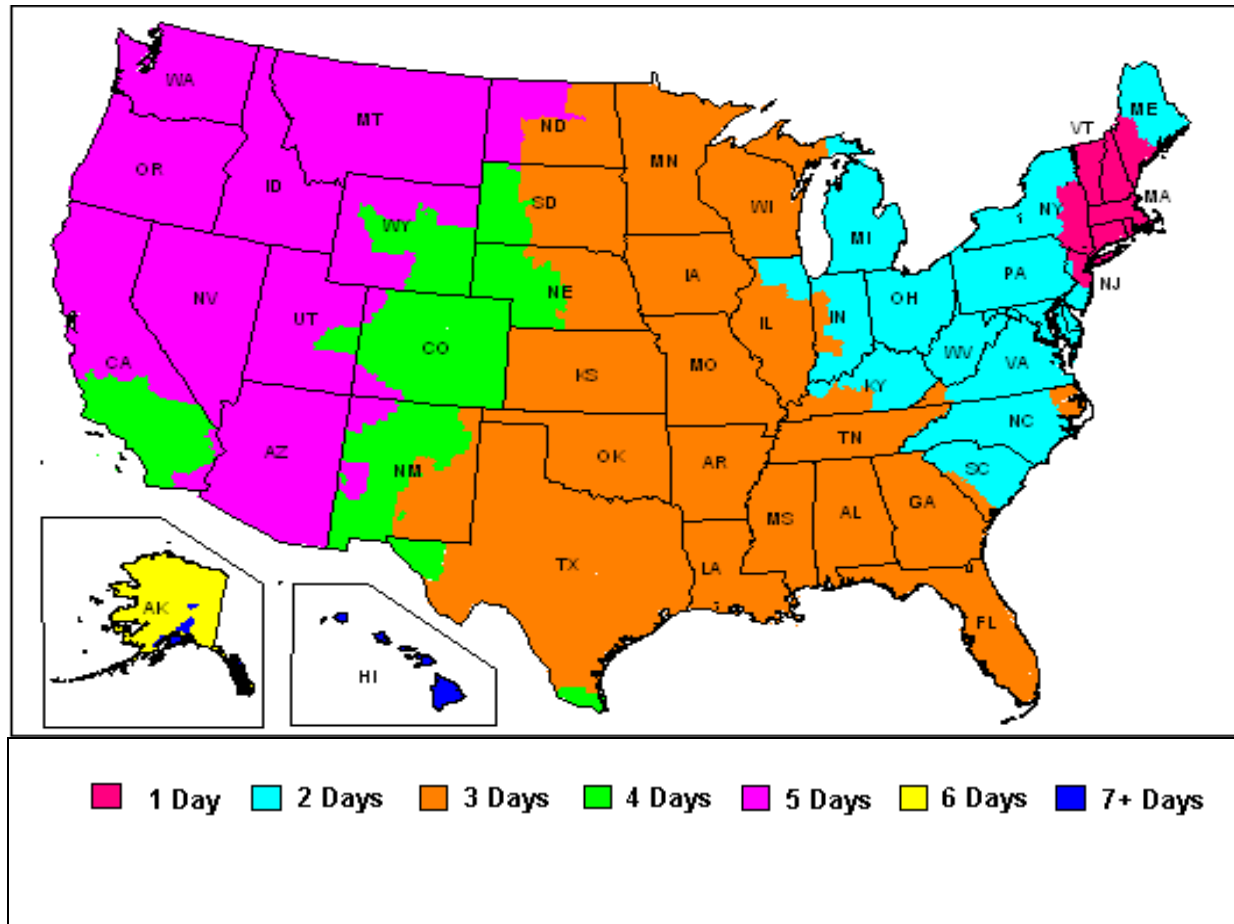 WA
MT
ND
MN
ME
VT
OR
ID
SD
WI
NY
MA
WY
MI
IA
PA
NJ
NE
NV
UT
IL
IN
OH
CO
WV
VA
CA
KS
MO
KY
NC
TN
AZ
NM
OK
AR
SC
MS
AL
GA
TX
LA
AK
FL
HI
1 Day 2 Days 3 Days 4 Days 5 Days 6 Days 7+ Days